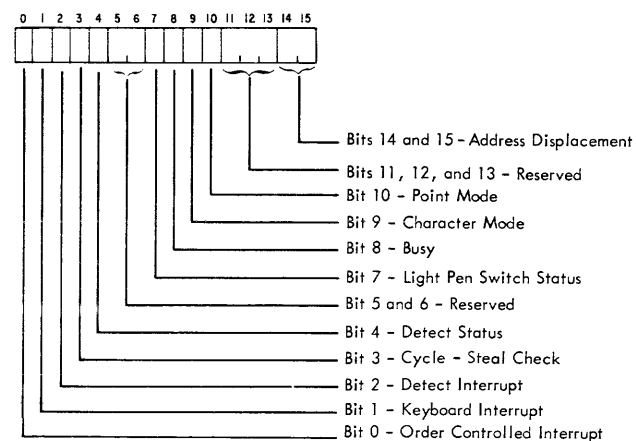 0 1 2 3 4 5 6 7 8 9 10 11 12 13 14 15
Bits 14 and 15 - Address Displacement
Bits 11, 12, and 13 - Reserved
Bit 10 - Point Mode
Bit 9 - Character Mode
Bit 8 - Busy
Bit 7 - Light Pen Switch Status
Bit 5 and 6 - Reserved
Bit 4 - Detect Status
Bit 3 - Cycle - Steal Check
Bit 2 - Detect Interrupt
Bit 1 - Keyboard Interrupt
Bit 0 - Order Controlled Interrupt